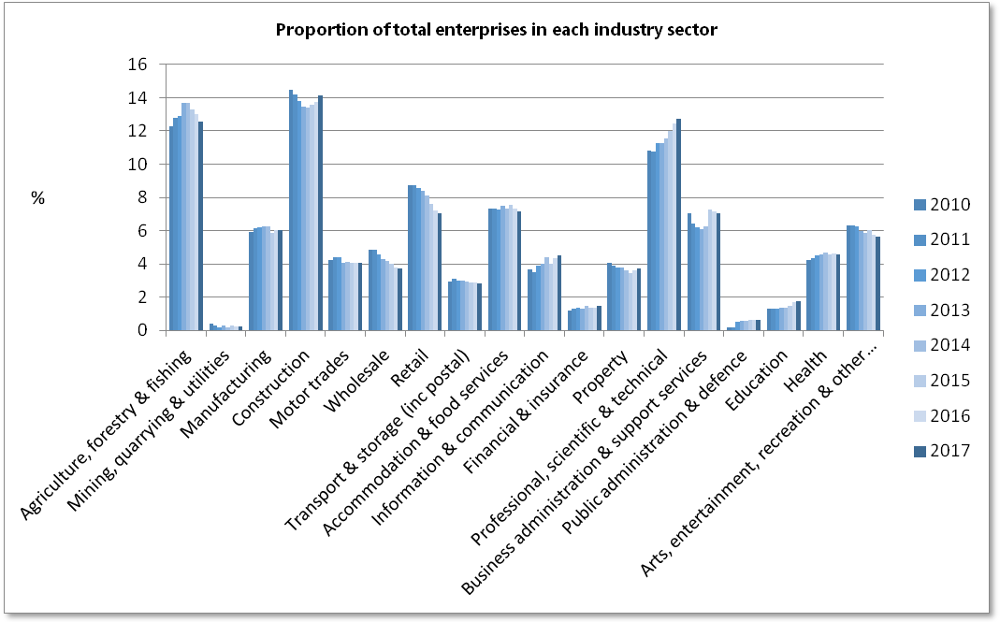 Proportion of total enterprises in each industry sector
16
14
12
10
8
6
4
2
0
%
Agriculture, forestry & fishing
Mining, quarrying & utilities
Manufacturing
Construction
Motor trades
Wholesale
Retail
Transport & storage (inc postal)
Accommodation & food services
Information & communication
Financial & insurance
Property
Professional, scientific & technical
Business administration & support services
Public administration & defence
Education
Health
Arts, entertainment, recreation & other...
2010
2011
2012
2013
2014
2015
2016
2017